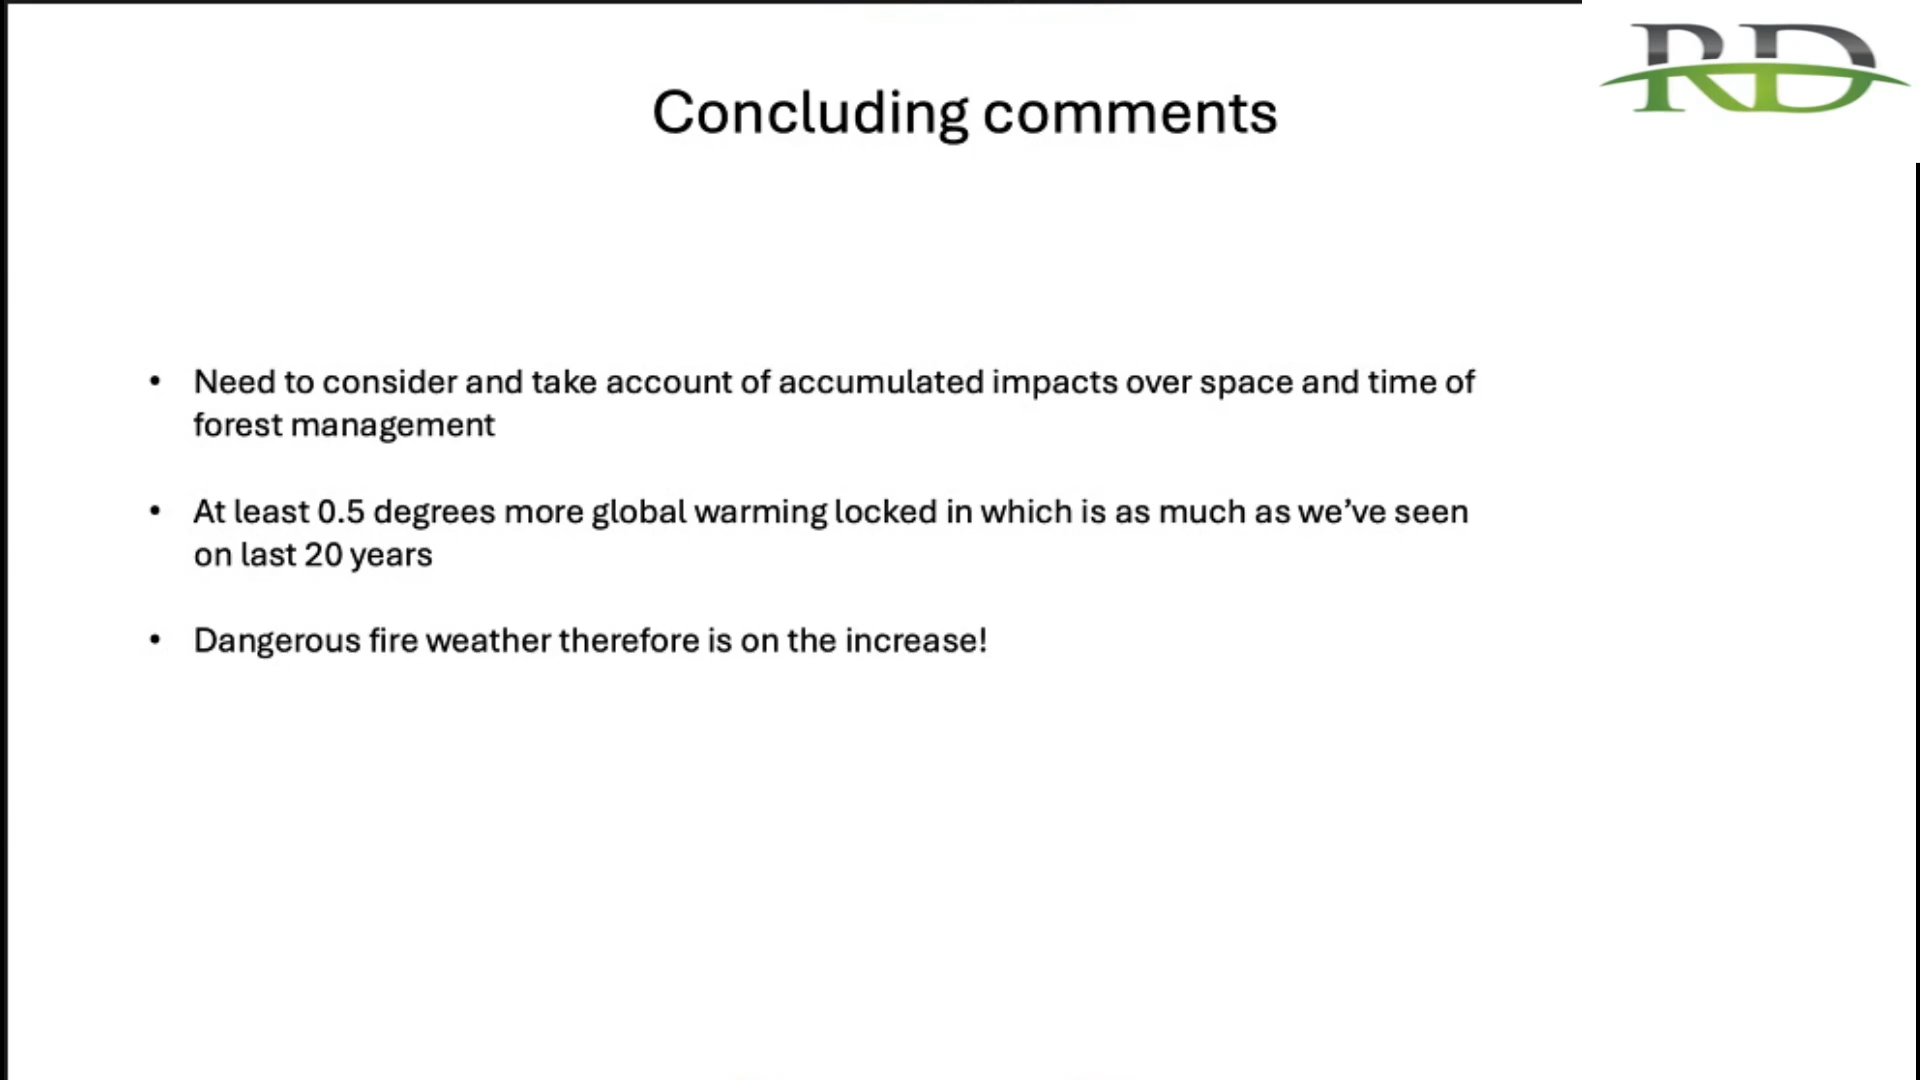 RD
Concluding comments
• Need to consider and take account of accumulated impacts over space and time of
forest management
• At least 0.5 degrees more global warming locked in which is as much as we’ve seen
on last 20 years
• Dangerous fire weather therefore is on the increase!